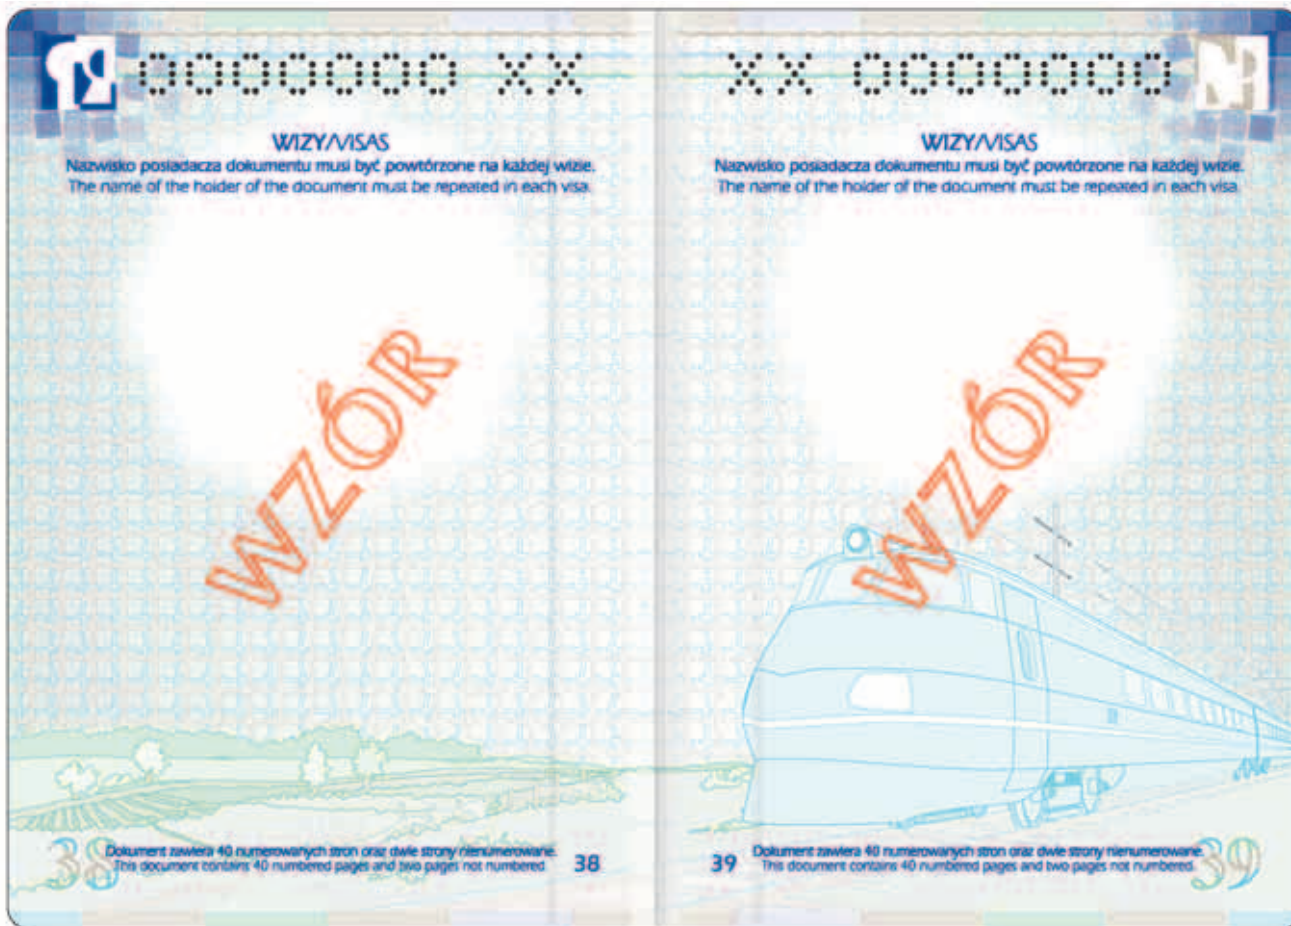 0000000 XX
WIZY/VISAS
Nazwisko posiadacza dokumentu musi być powtórzone na każdej wizie.
The name of the holder of the document must be repeated in each visa.
WZÓR
38
Dokument zawiera 40 numerowanych stron oraz dwie strony nienumerowane.
This document contains 40 numbered pages and two pages not numbered.
38
XX 0000000
WIZY/VISAS
Nazwisko posiadacza dokumentu musi być powtórzone na każdej wizie.
The name of the holder of the document must be repeated in each visa.
WZÓR
39
Dokument zawiera 40 numerowanych stron oraz dwie strony nienumerowane.
This document contains 40 numbered pages and two pages not numbered.
39